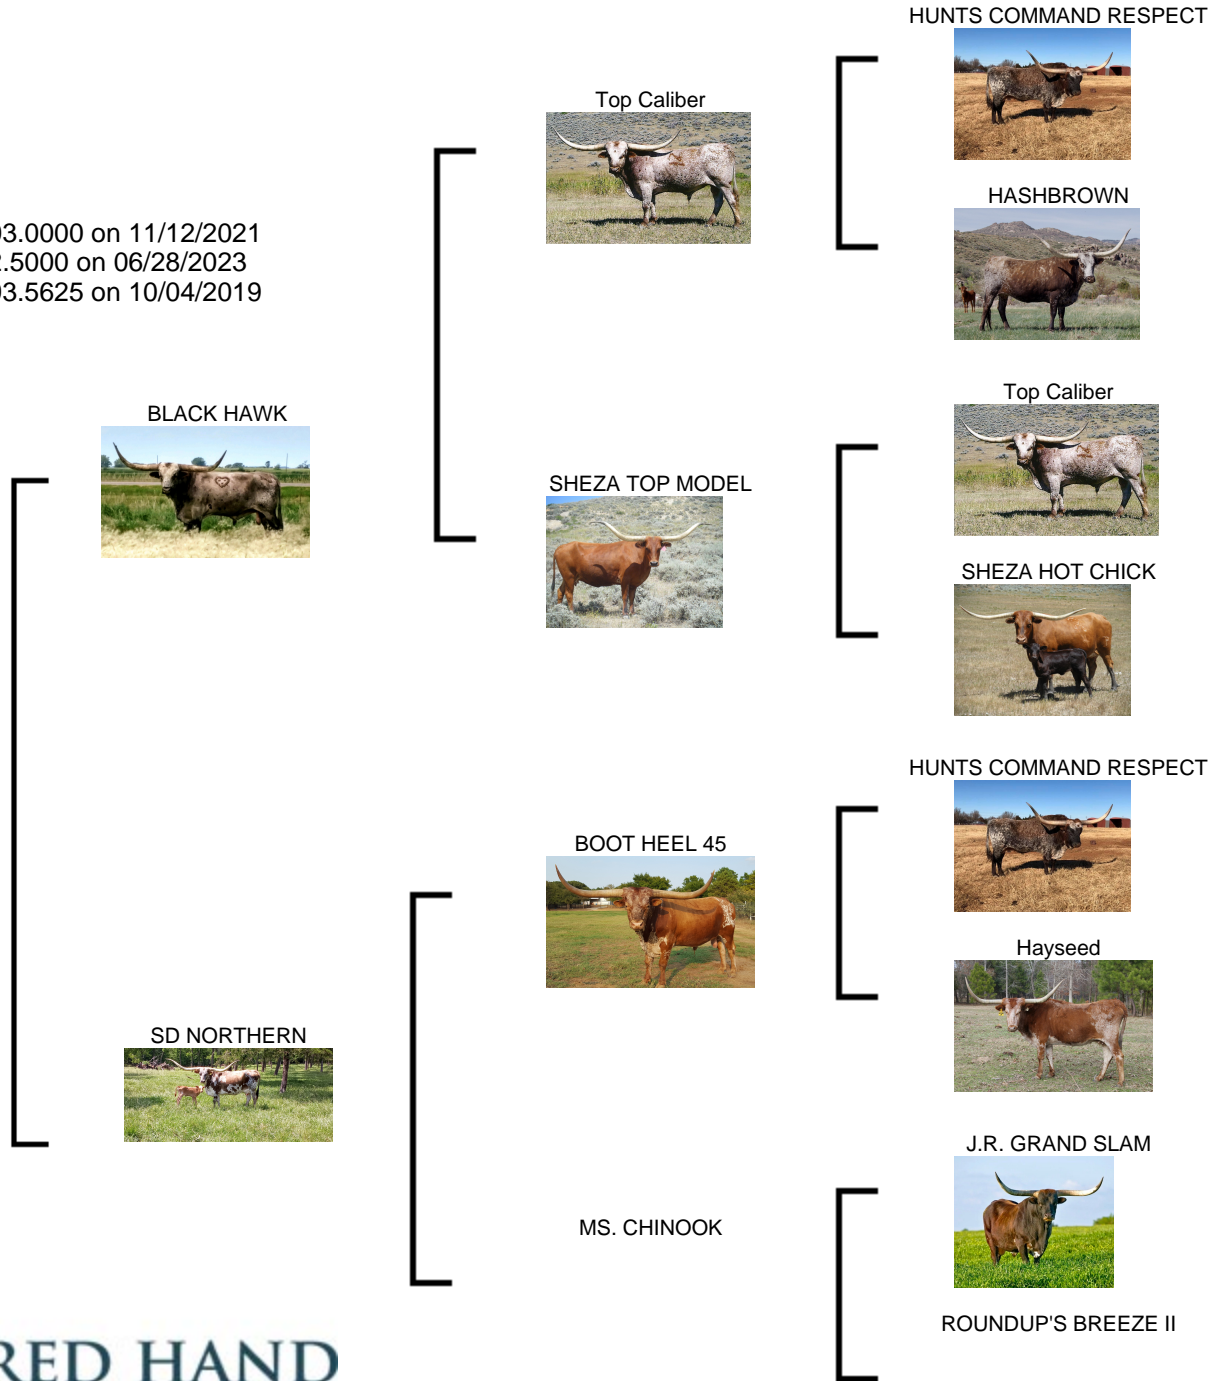 HUNTS COMMAND RESPECT
Top Caliber
HASHBROWN
3.0000 on 11/12/2021
.5000 on 06/28/2023
3.5625 on 10/04/2019
Top Caliber
BLACK HAWK
SHEZA TOP MODEL
SHEZA HOT CHICK
HUNTS COMMAND RESPECT
BOOT HEEL 45
Hayseed
SD NORTHERN
J.R. GRAND SLAM
MS. CHINOOK
ROUNDUP'S BREEZE II
RED HAND